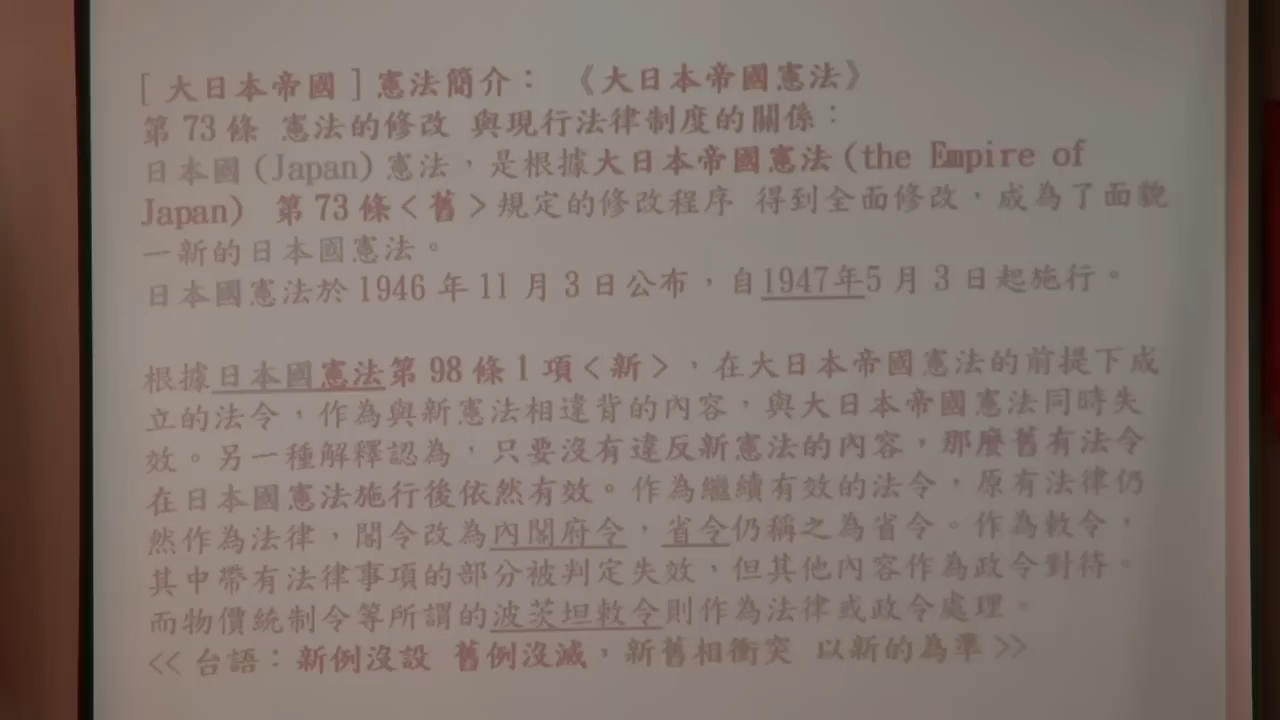 [ 大日本帝國 ] 憲法簡介： 《大日本帝國憲法》
第 73 條 憲法的修改 與現行法律制度的關係：
日本國 (Japan) 憲法，是根據大日本帝國憲法 (the Empire of
Japan) 第 73 條 < 舊 > 規定的修改程序 得到全面修改，成為了面貌
一新的日本國憲法。
日本國憲法於 1946 年 11 月 3 日公布，自1947年5 月 3 日起施行。
根據日本國憲法第 98 條 1 項 < 新 >，在大日本帝國憲法的前提下成
立的法令，作為與新憲法相違背的內容，與大日本帝國憲法同時失
效。另一種解釋認為，只要沒有違反新憲法的內容，那麼舊有法令
在日本國憲法施行後依然有效。作為繼續有效的法令，原有法律仍
然作為法律，閣令改為內閣府令，省令仍稱之為省令。作為敕令，
其中帶有法律事項的部分被判定失效，但其他內容作為政令對待。
而物價統制令等所謂的波茨坦敕令則作為法律或政令處理。
<< 台語：新例沒設 舊例沒滅，新舊相衝突 以新的為準 >>